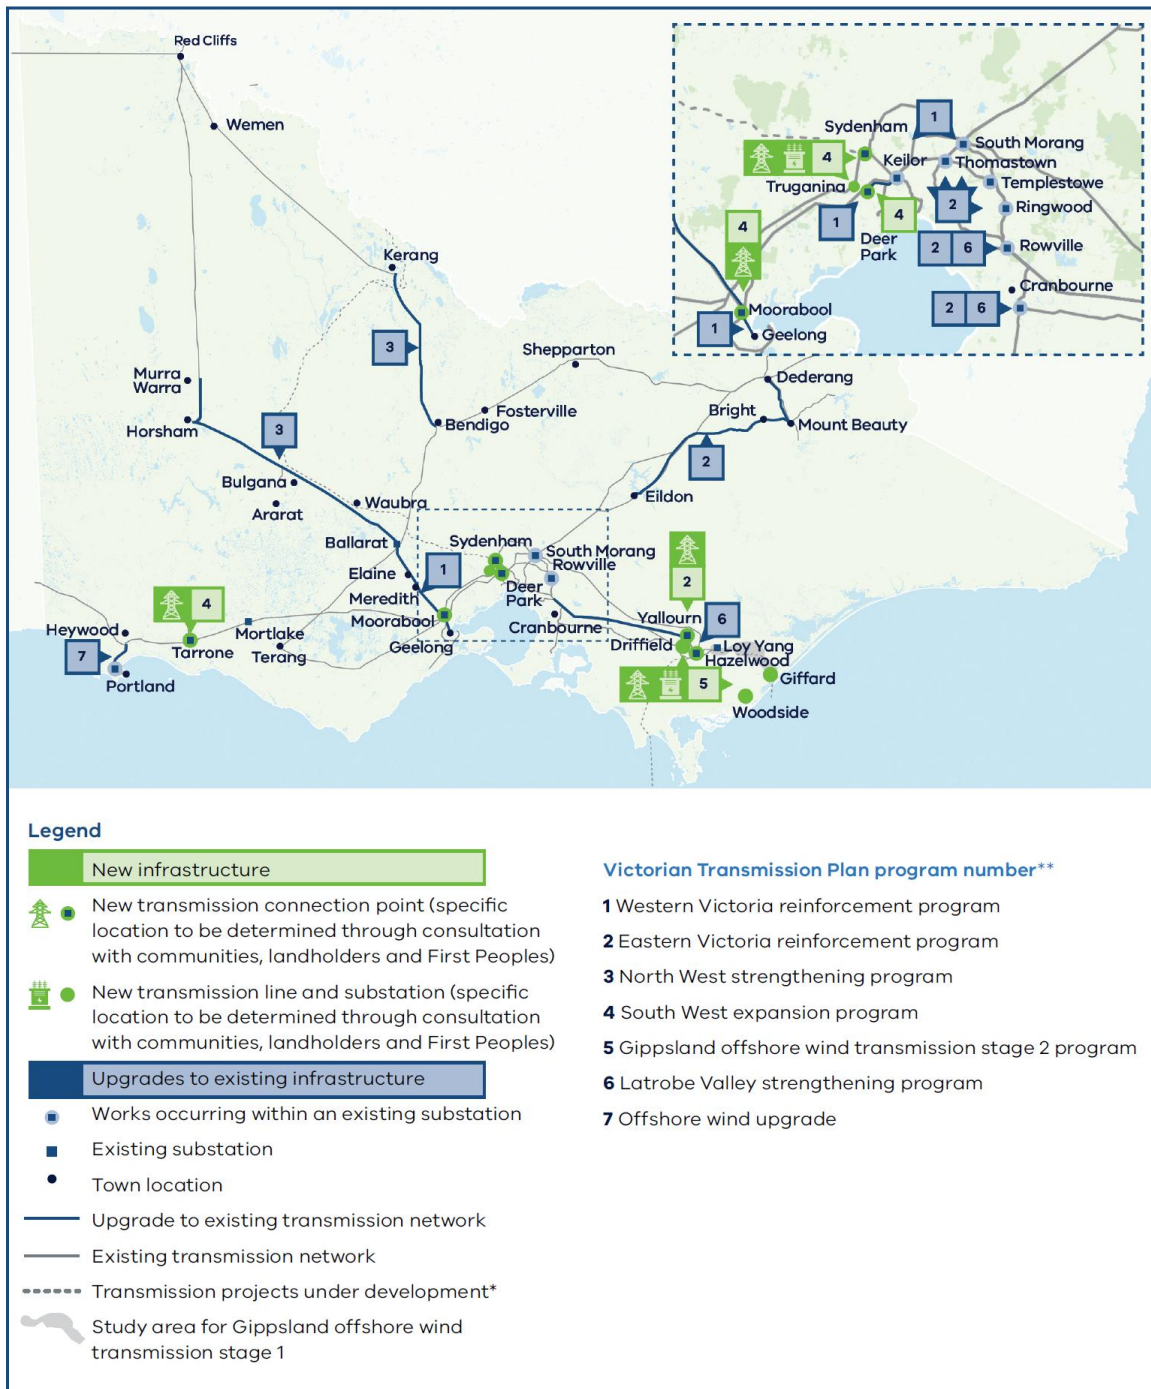 Red Cliffs
Wemen
Kerang
3
Shepparton
Murra
Warra
Fosterville
Horsham
Bendigo
3
Dederang
Bright
Mount Beauty
2
Bulgana
Waubra
Eildon
Ararat
Ballarat
Sydenham
South Morang
Rowville
Elaine
1
Deer
Park
Meredith
2
4
Moorabool
Cranbourne
Yallourn
6
Heywood
Mortlake
Geelong
Driffield
Loy Yang
Tarrone
Terang
Hazelwood
7
5
Giffard
Portland
Woodside
1
Sydenham
South Morang
4
Keilor
Thomastown
Truganina
Templestowe
2
Ringwood
4
1
4
Deer
Park
2 6
Rowville
Cranbourne
Moorabool
2 6
1
Geelong
Legend
New infrastructure
New transmission connection point (specific
location to be determined through consultation
with communities, landholders and First Peoples)
New transmission line and substation (specific
location to be determined through consultation
with communities, landholders and First Peoples)
Upgrades to existing infrastructure
Works occurring within an existing substation
Existing substation
Town location
Upgrade to existing transmission network
Existing transmission network
Transmission projects under development*
Study area for Gippsland offshore wind
transmission stage 1
Victorian Transmission Plan program number**
1 Western Victoria reinforcement program
2 Eastern Victoria reinforcement program
3 North West strengthening program
4 South West expansion program
5 Gippsland offshore wind transmission stage 2 program
6 Latrobe Valley strengthening program
7 Offshore wind upgrade